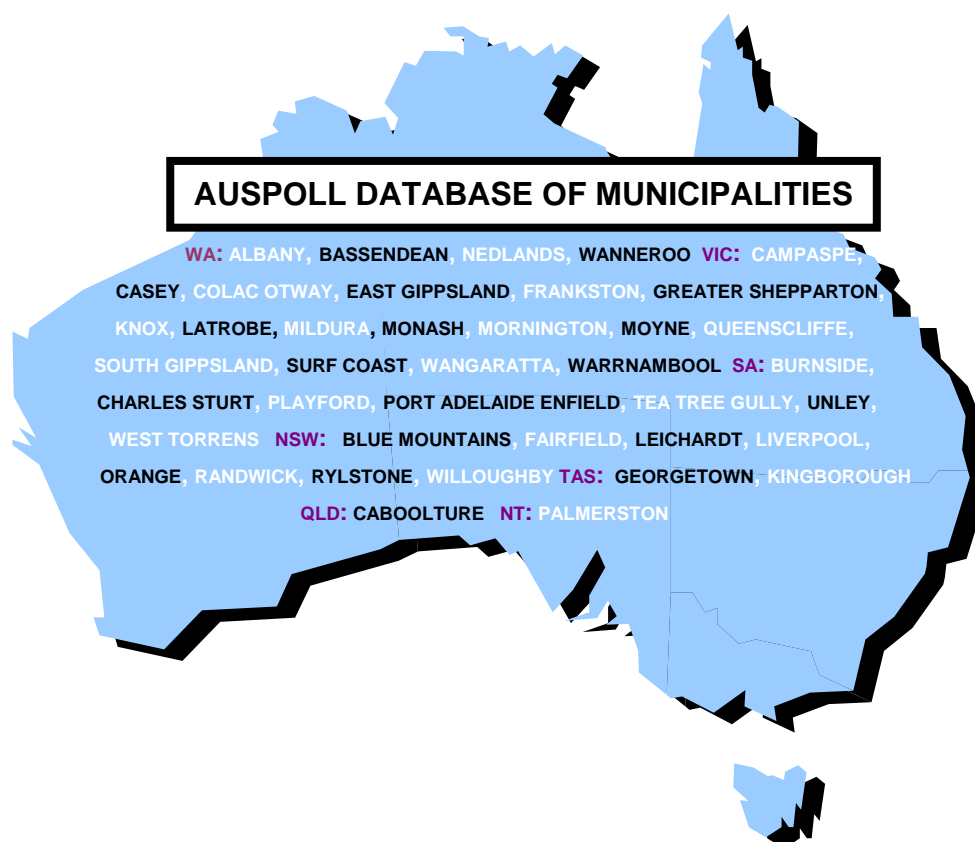 AUSPOLL DATABASE OF MUNICIPALITIES
WA: ALBANY, BASSENDEAN, NEDLANDS, WANNEROO VIC: CAMPASPE,
CASEY, COLAC OTWAY, EAST GIPPSLAND, FRANKSTON, GREATER SHEPPARTON,
KNOX, LATROBE, MILDURA, MONASH, MORNINGTON, MOYNE, QUEENSCLIFFE,
SOUTH GIPPSLAND, SURF COAST, WANGARATTA, WARRNAMBOOL SA: BURNSIDE,
CHARLES STURT, PLAYFORD, PORT ADELAIDE ENFIELD, TEA TREE GULLY, UNLEY,
WEST TORRENS NSW: BLUE MOUNTAINS, FAIRFIELD, LEICHARDT, LIVERPOOL,
ORANGE, RANDWICK, RYLSTONE, WILLOUGHBY TAS: GEORGETOWN, KINGBOROUGH
QLD: CABOOLTURE NT: PALMERSTON